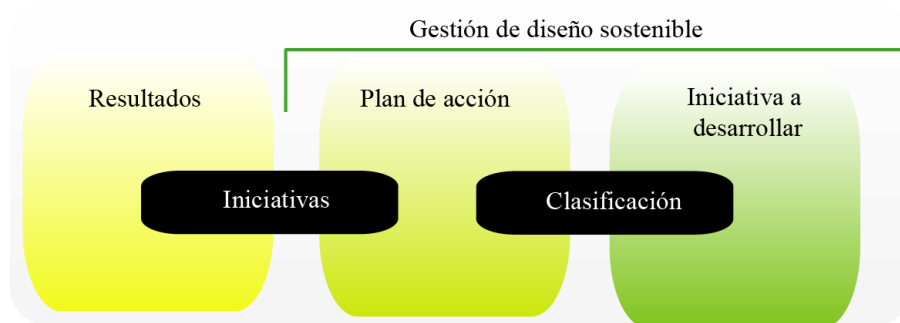 Gestión de diseño sostenible
Resultados
Plan de acción
Iniciativa a
desarrollar
Iniciativas
Clasificación